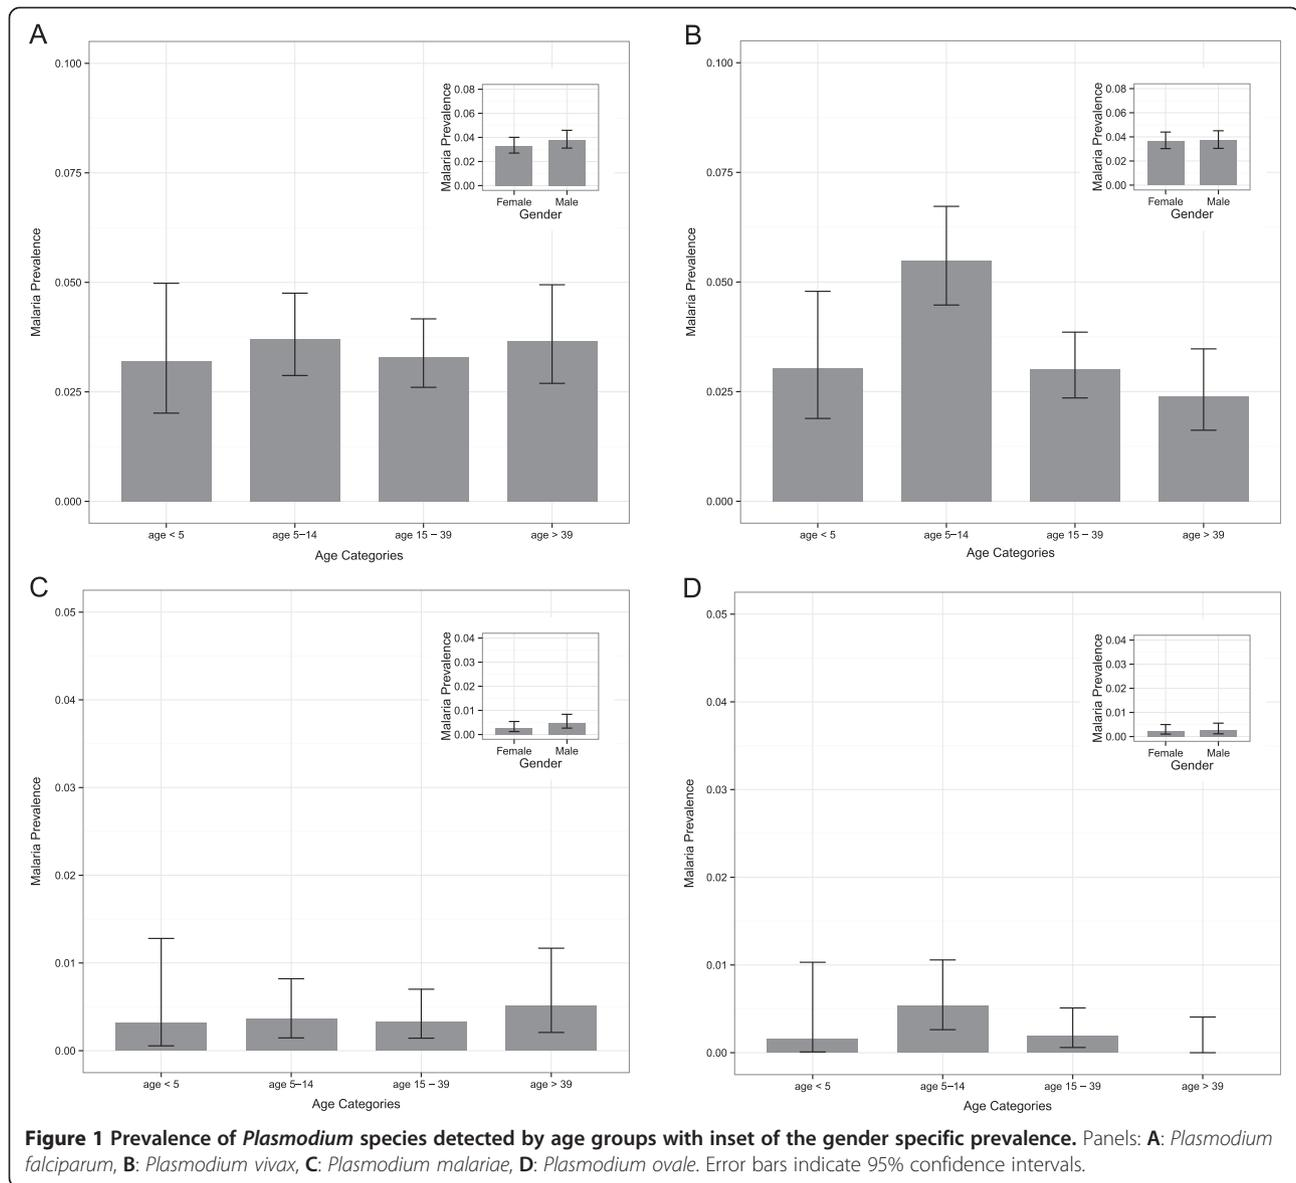 A
0.100
0.075
0.050
0.025
0.000
Malaria Prevalence
age < 5
age 5–14
age 15 – 39
age > 39
Age Categories
Malaria Prevalence
0.08
0.06
0.04
0.02
0.00
Female
Male
Gender
B
0.100
0.075
0.050
0.025
0.000
Malaria Prevalence
age < 5
age 5–14
age 15 – 39
age > 39
Age Categories
Malaria Prevalence
0.08
0.06
0.04
0.02
0.00
Female
Male
Gender
C
0.05
0.04
0.03
0.02
0.01
0.00
Malaria Prevalence
age < 5
age 5–14
age 15 – 39
age > 39
Age Categories
Malaria Prevalence
0.04
0.03
0.02
0.01
0.00
Female
Male
Gender
D
0.05
0.04
0.03
0.02
0.01
0.00
Malaria Prevalence
age < 5
age 5–14
age 15 – 39
age > 39
Age Categories
Malaria Prevalence
0.04
0.03
0.02
0.01
0.00
Female
Male
Gender
Figure 1 Prevalence of Plasmodium species detected by age groups with inset of the gender specific prevalence. Panels: A: Plasmodium
falciparum, B: Plasmodium vivax, C: Plasmodium malariae, D: Plasmodium ovale. Error bars indicate 95% confidence intervals.